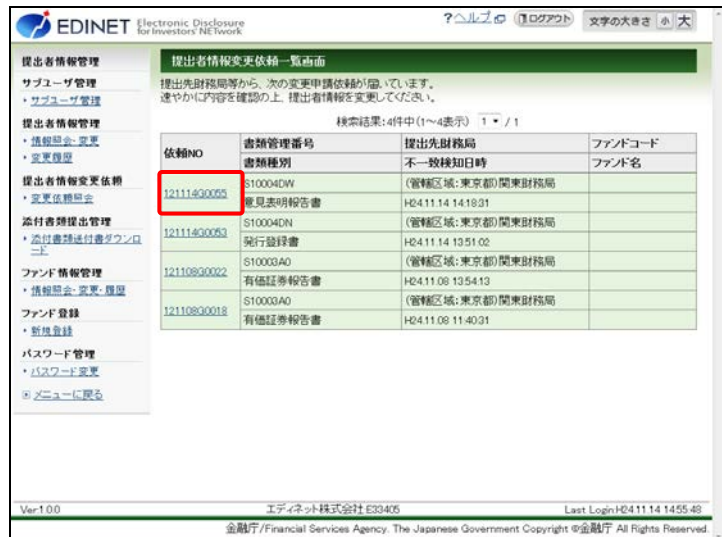 EDINET Electronic Disclosure for Investors' NETwork
?ヘルプ ログアウト 文字の大きさ 小 大
提出者情報管理
サブユーザ管理
・サブユーザ管理
提出者情報管理
・情報照会・変更
・変更履歴
提出者情報変更依頼
・変更依頼照会
添付書類提出管理
・添付書類送付書ダウンロード
ファンド情報管理
・情報照会・変更・履歴
ファンド登録
・新規登録
パスワード管理
・パスワード変更
メニューに戻る
提出者情報変更依頼一覧画面
提出先財務局等から、次の変更申請依頼が届いています。
速やかに内容を確認の上、提出者情報を変更してください。
検索結果:4件中(1~4表示) 1 / 1
依頼NO 書類管理番号 提出先財務局 ファンドコード
書類種別 不一致検知日時 ファンド名
121114G0055 S10004DW (管轄区域:東京都)関東財務局
意見表明報告書 H24.11.14 14:18:31
121114G0053 S10004DN (管轄区域:東京都)関東財務局
発行登録書 H24.11.14 13:51:02
121108G0022 S10003A0 (管轄区域:東京都)関東財務局
有価証券報告書 H24.11.08 13:54:13
121108G0018 S10003A0 (管轄区域:東京都)関東財務局
有価証券報告書 H24.11.08 11:40:31
Ver.1.0.0 エディネット株式会社 E33405 Last Login:H24.11.14 14:55:48
金融庁/Financial Services Agency. The Japanese Government Copyright ©金融庁 All Rights Reserved.